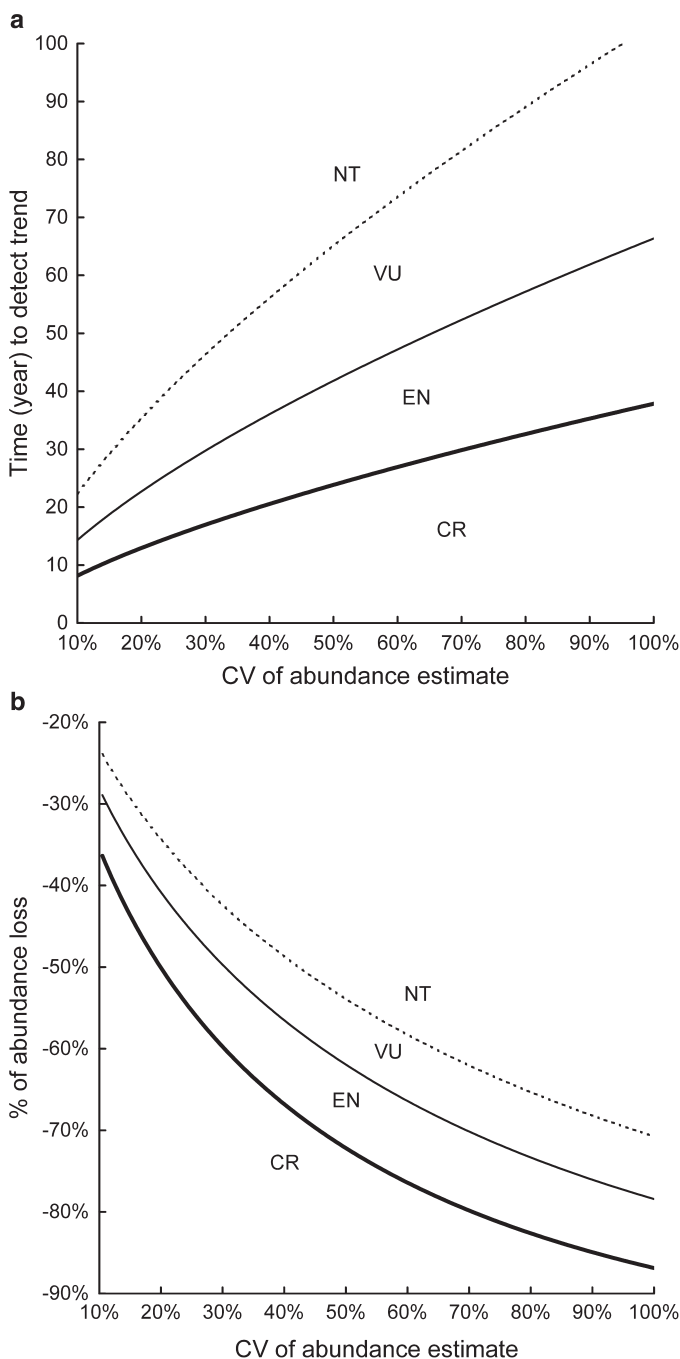 a
100
90
80
70
60
50
40
30
20
10
0
Time (year) to detect trend
NT
VU
EN
CR
10% 20% 30% 40% 50% 60% 70% 80% 90% 100%
CV of abundance estimate
b
-20%
-30%
-40%
-50%
-60%
-70%
-80%
-90%
% of abundance loss
NT
VU
EN
CR
10% 20% 30% 40% 50% 60% 70% 80% 90% 100%
CV of abundance estimate